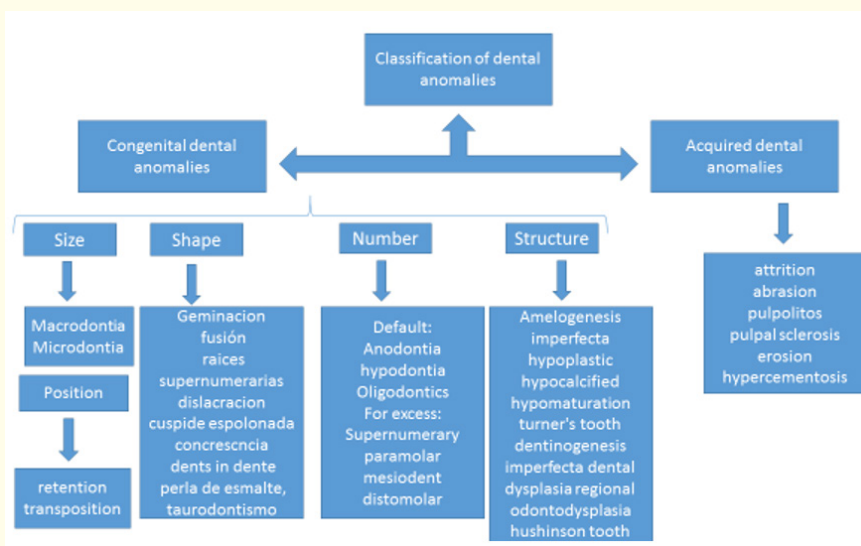 Classification of dental
anomalies
Congenital dental
anomalies
Acquired dental
anomalies
Size
Shape
Number
Structure
Macrodontia
Microdontia
Position
retention
transposition
Geminacion
fusión
raices
supernumerarias
dislacracion
cuspide espolonada
concrescncia
dents in dente
perla de esmalte,
taurodontismo
Default:
Anodontia
hypodontia
Oligodontics
For excess:
Supernumerary
paramolar
mesiodent
distomolar
Amelogenesis
imperfecta
hypoplastic
hypocalcified
hypomaturation
turner's tooth
dentinogenesis
imperfecta dental
dysplasia regional
odontodysplasia
hushinson tooth
attrition
abrasion
pulpolitos
pulpal sclerosis
erosion
hypercementosis